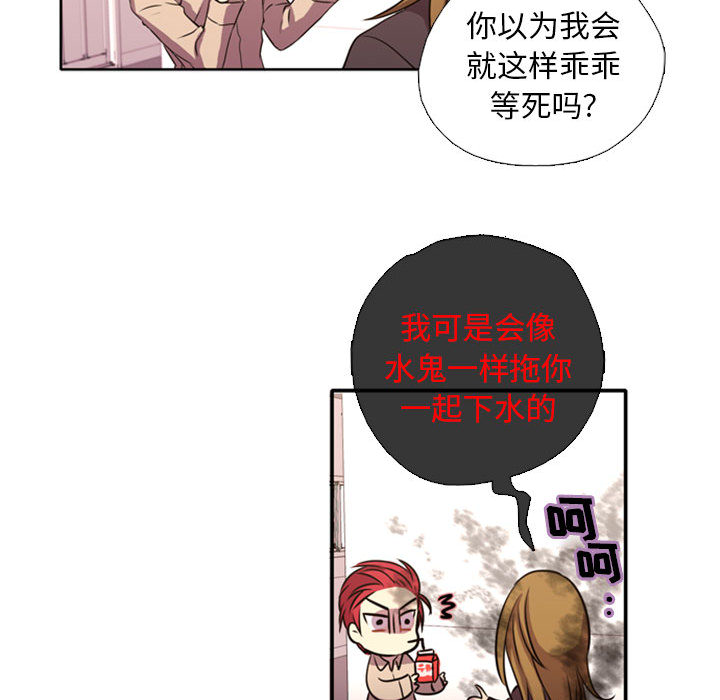 你以为我会
就这样乖乖
等死吗?
我可是会像
水鬼一样拖你
一起下水的
呵呵..